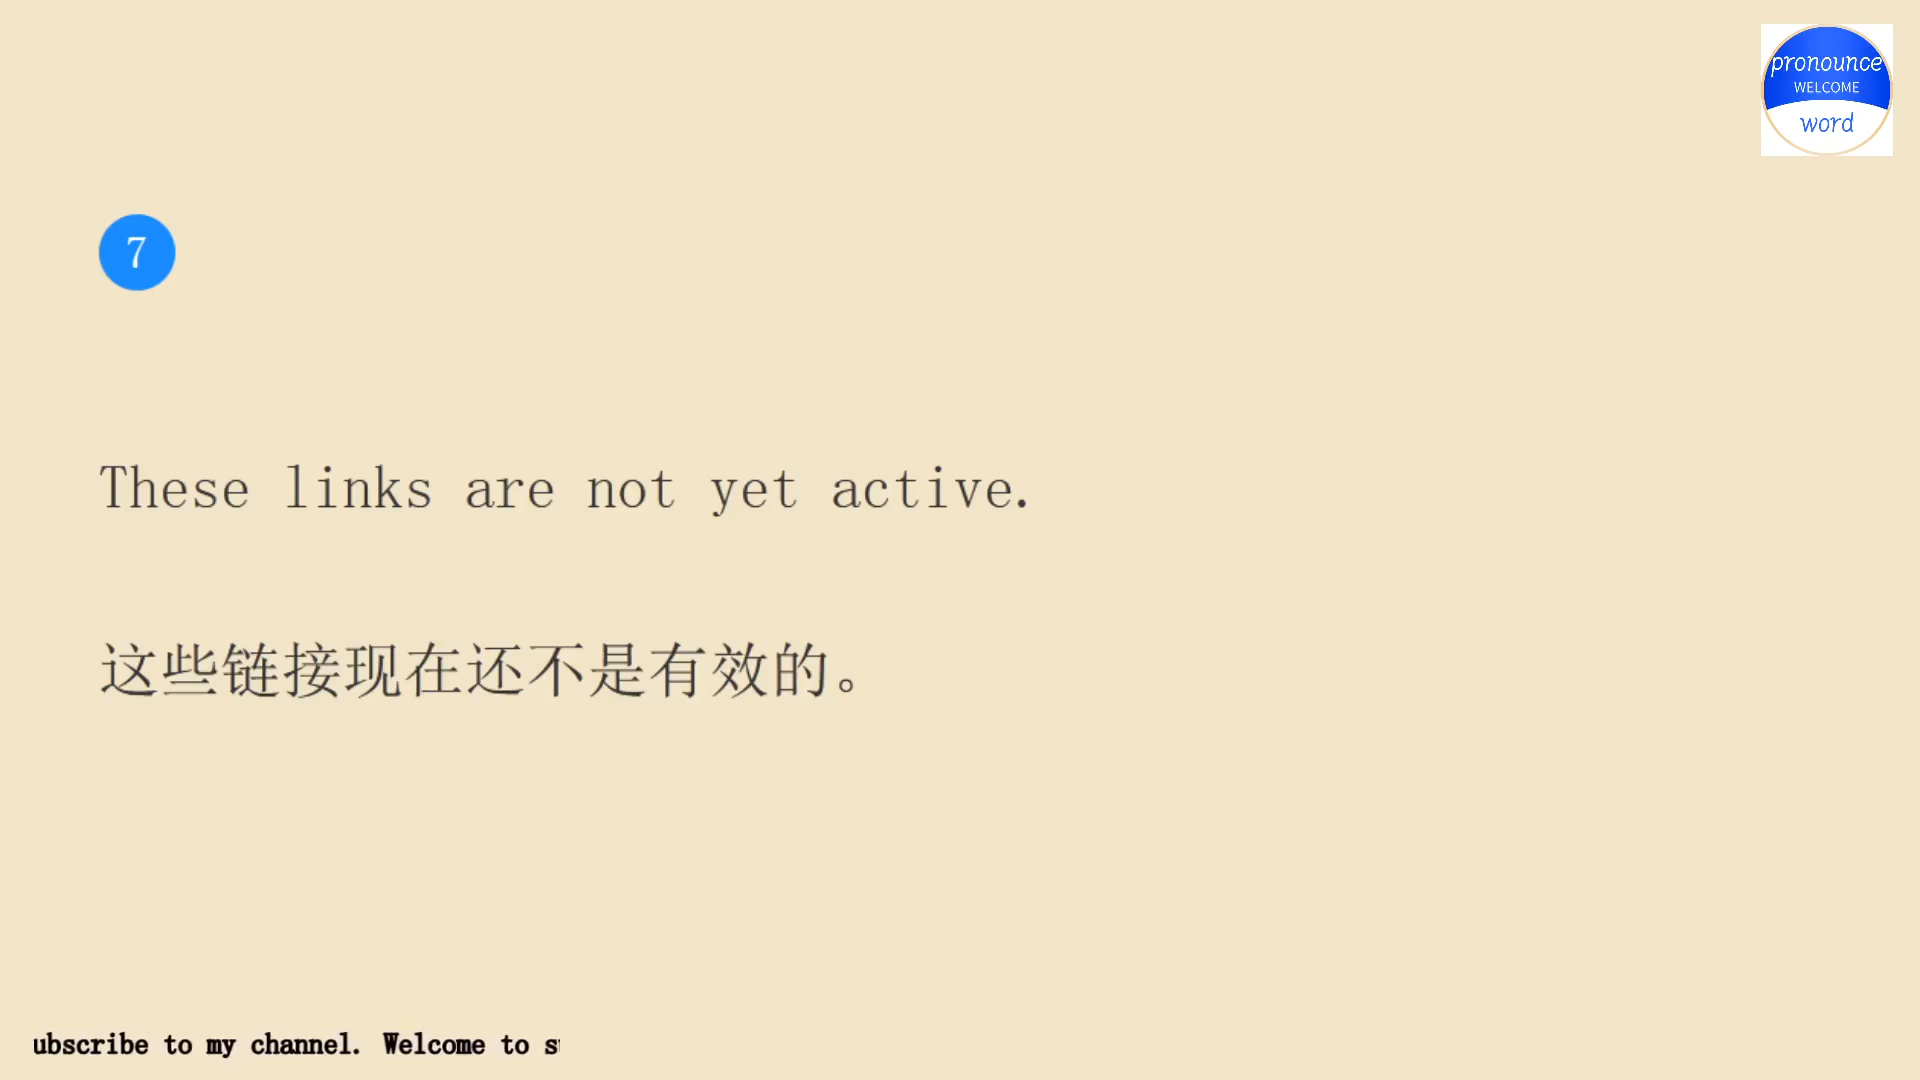 pronounce
WELCOME
word
7
These links are not yet active.
这些链接现在还不是有效的。
ubscribe to my channel. Welcome to s